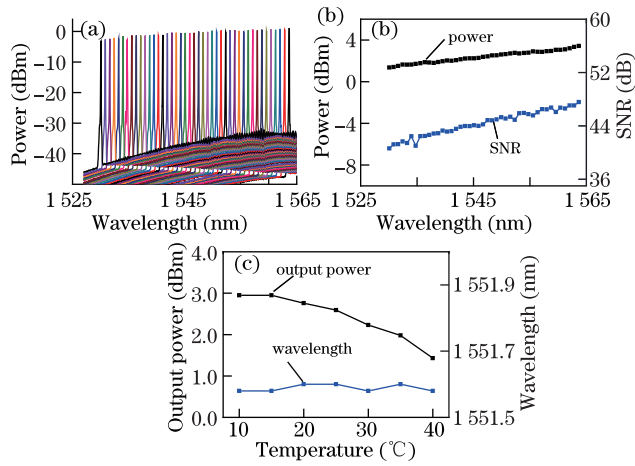 (a)
Power (dBm)
0
−10
−20
−30
−40
1 525
1 545
1 565
Wavelength (nm)
(b)
(b)
Power (dBm)
4
0
−4
−8
power
SNR
60
54
48
42
36
SNR (dB)
1 525
1 545
1 565
Wavelength (nm)
(c)
Output power (dBm)
4.0
3.0
2.0
1.0
0.0
output power
wavelength
1 551.9
1 551.7
1 551.5
Wavelength (nm)
10
20
30
40
Temperature (℃)